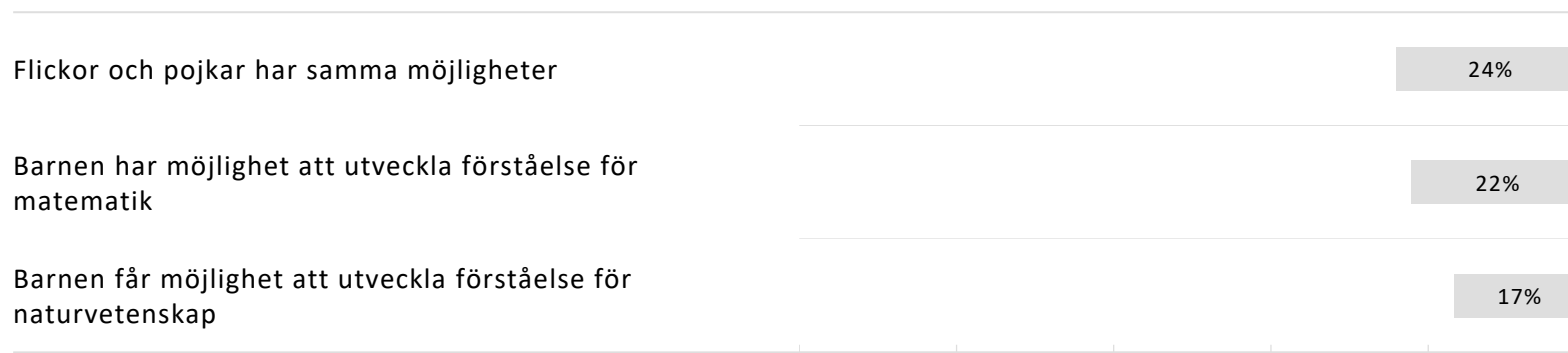 Flickor och pojkar har samma möjligheter
24%
Barnen har möjlighet att utveckla förståelse för
matematik
22%
Barnen får möjlighet att utveckla förståelse för
naturvetenskap
17%